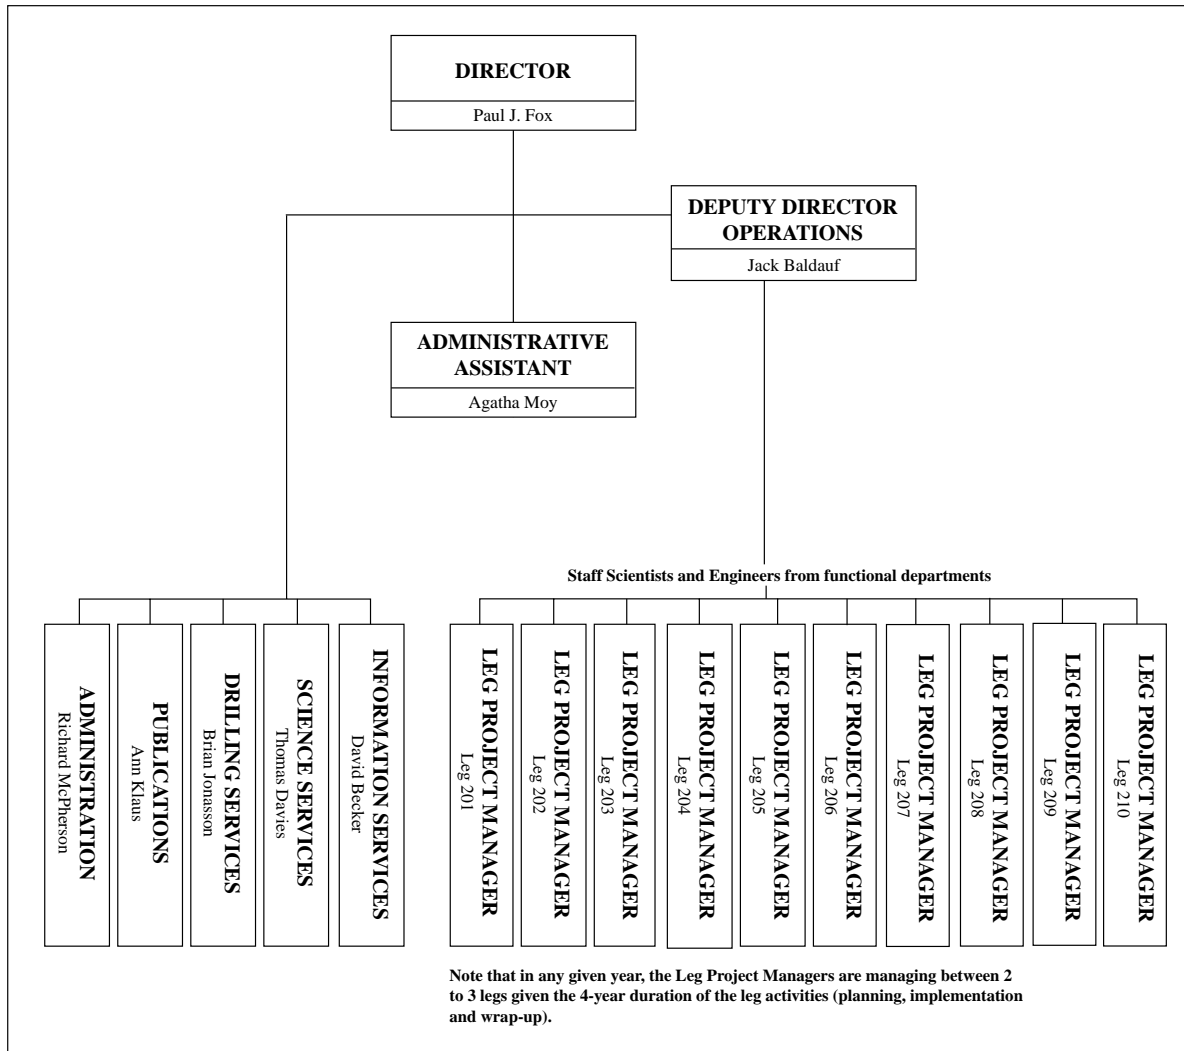 DIRECTOR
Paul J. Fox
DEPUTY DIRECTOR
OPERATIONS
Jack Baldauf
ADMINISTRATIVE
ASSISTANT
Agatha Moy
Staff Scientists and Engineers from functional departments
ADMINISTRATION
Richard McPherson
PUBLICATIONS
Ann Klaus
DRILLING SERVICES
Brian Jonasson
SCIENCE SERVICES
Thomas Davies
INFORMATION SERVICES
David Becker
LEG PROJECT MANAGER
Leg 201
LEG PROJECT MANAGER
Leg 202
LEG PROJECT MANAGER
Leg 203
LEG PROJECT MANAGER
Leg 204
LEG PROJECT MANAGER
Leg 205
LEG PROJECT MANAGER
Leg 206
LEG PROJECT MANAGER
Leg 207
LEG PROJECT MANAGER
Leg 208
LEG PROJECT MANAGER
Leg 209
LEG PROJECT MANAGER
Leg 210
Note that in any given year, the Leg Project Managers are managing between 2
to 3 legs given the 4-year duration of the leg activities (planning, implementation
and wrap-up).